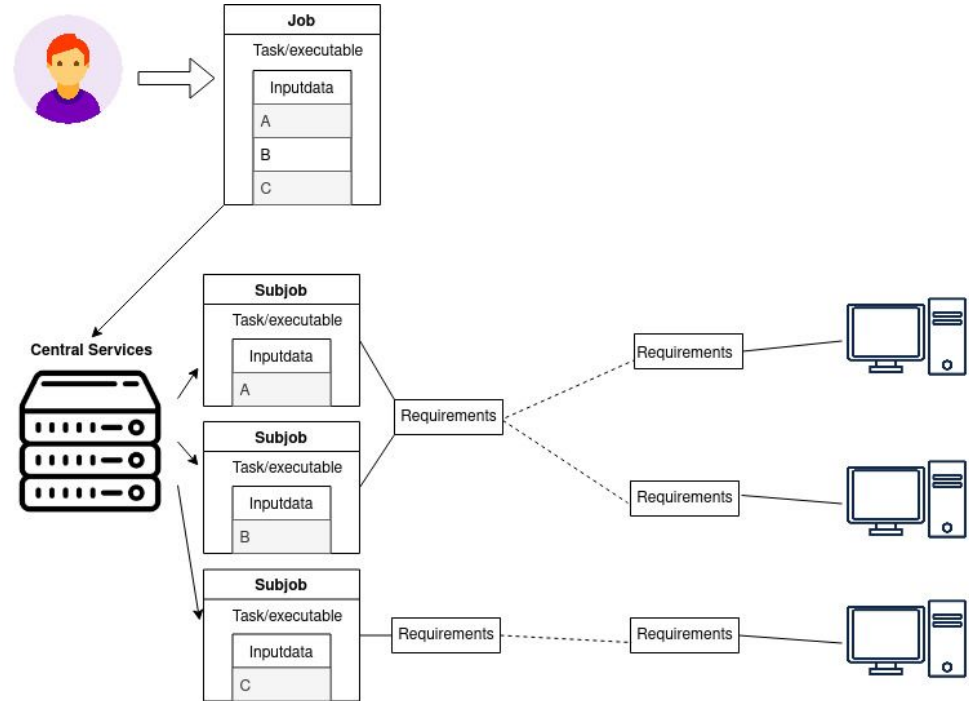 Job
Task/executable
Inputdata
A
B
C
Central Services
Subjob
Task/executable
Inputdata
A
Subjob
Task/executable
Inputdata
B
Subjob
Task/executable
Inputdata
C
Requirements
Requirements
Requirements
Requirements
Requirements